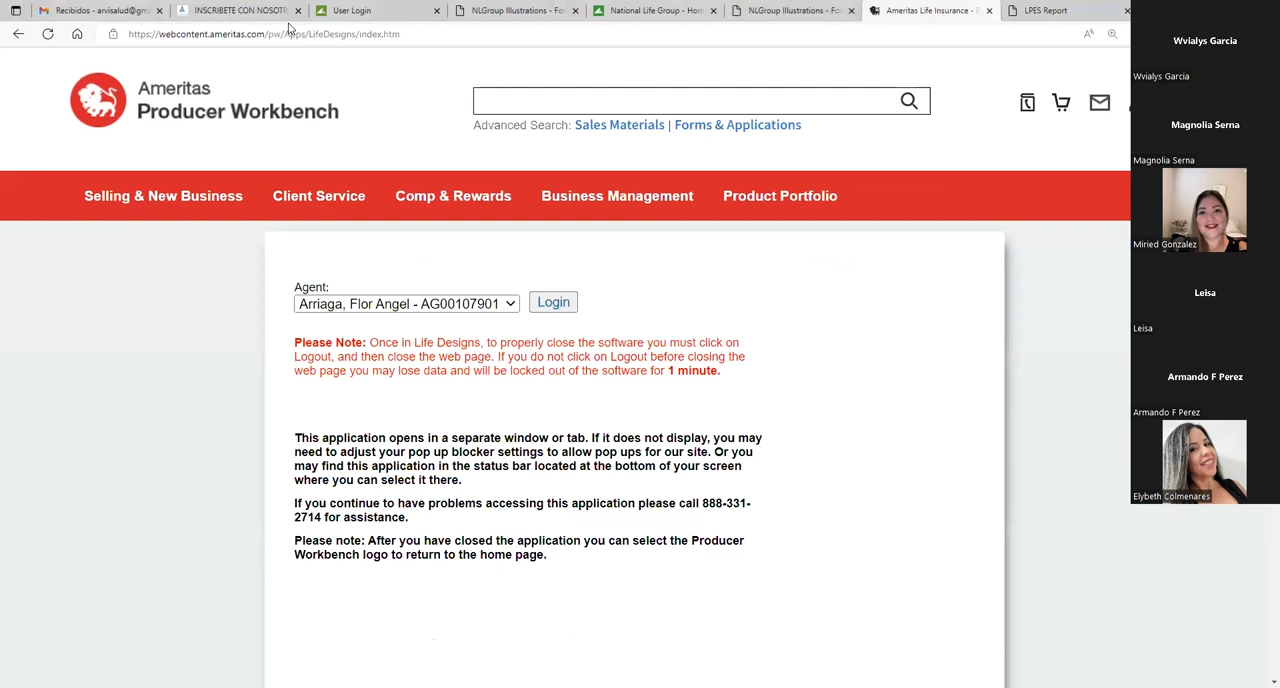 Recibidos - arvisalud@gm
INSCRIBETE CON NOSOTR
User Login
NLGroup Illustrations - Fo
National Life Group - Hom
NLGroup Illustrations - Fo
Ameritas Life Insurance - P
LPES Report
https://webcontent.ameritas.com/pw/Apps/LifeDesigns/index.htm
Ameritas
Producer Workbench
Advanced Search: Sales Materials | Forms & Applications
Selling & New Business
Client Service
Comp & Rewards
Business Management
Product Portfolio
Agent:
Arriaga, Flor Angel - AG00107901
Login
Please Note: Once in Life Designs, to properly close the software you must click on
Logout, and then close the web page. If you do not click on Logout before closing the
web page you may lose data and will be locked out of the software for 1 minute.
This application opens in a separate window or tab. If it does not display, you may
need to adjust your pop up blocker settings to allow pop ups for our site. Or you
may find this application in the status bar located at the bottom of your screen
where you can select it there.
If you continue to have problems accessing this application please call 888-331-
2714 for assistance.
Please note: After you have closed the application you can select the Producer
Workbench logo to return to the home page.
Wvialys Garcia
Wvialys Garcia
Magnolia Serna
Magnolia Serna
Miried Gonzalez
Leisa
Leisa
Armando F Perez
Armando F Perez
Elybeth Colmenares